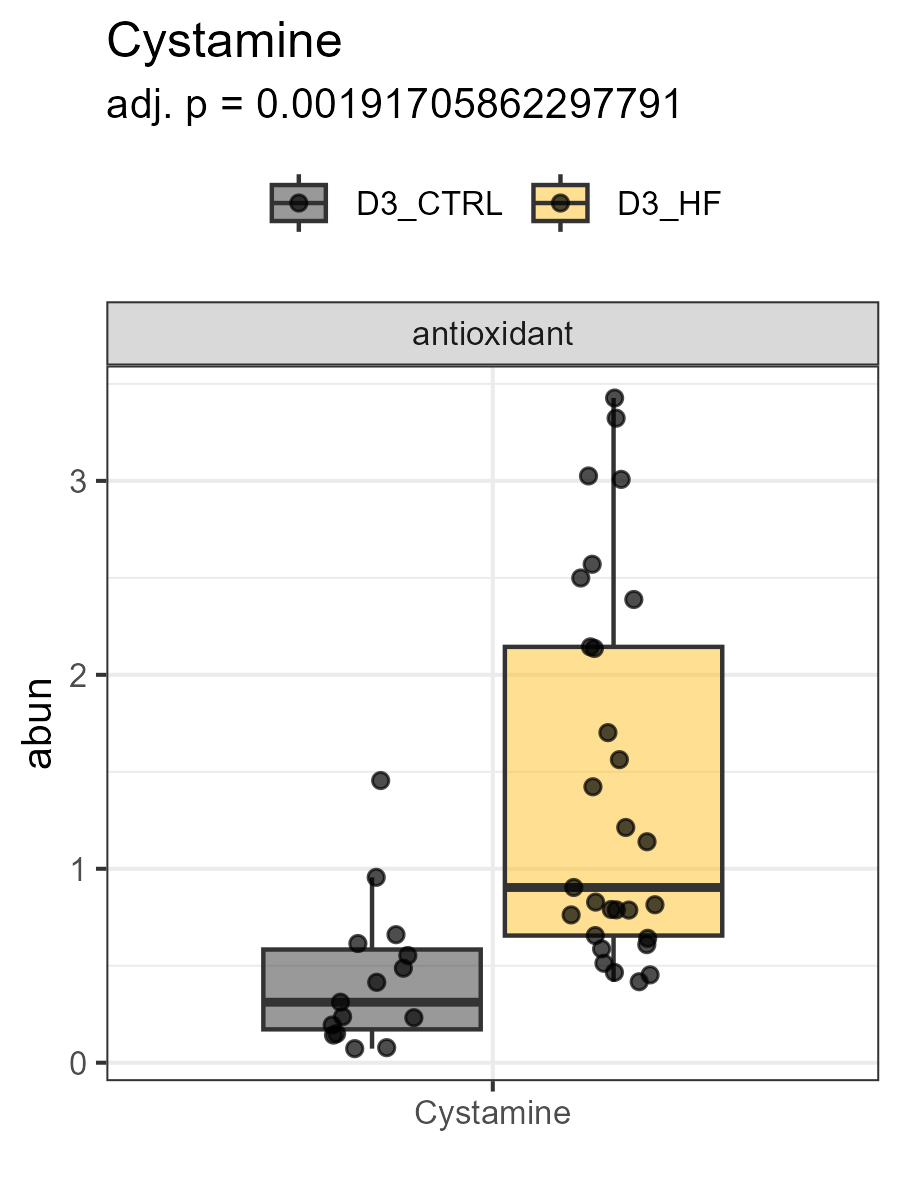 Cystamine
adj. p = 0.00191705862297791
D3_CTRL D3_HF
antioxidant
3
2
1
0
abun
Cystamine